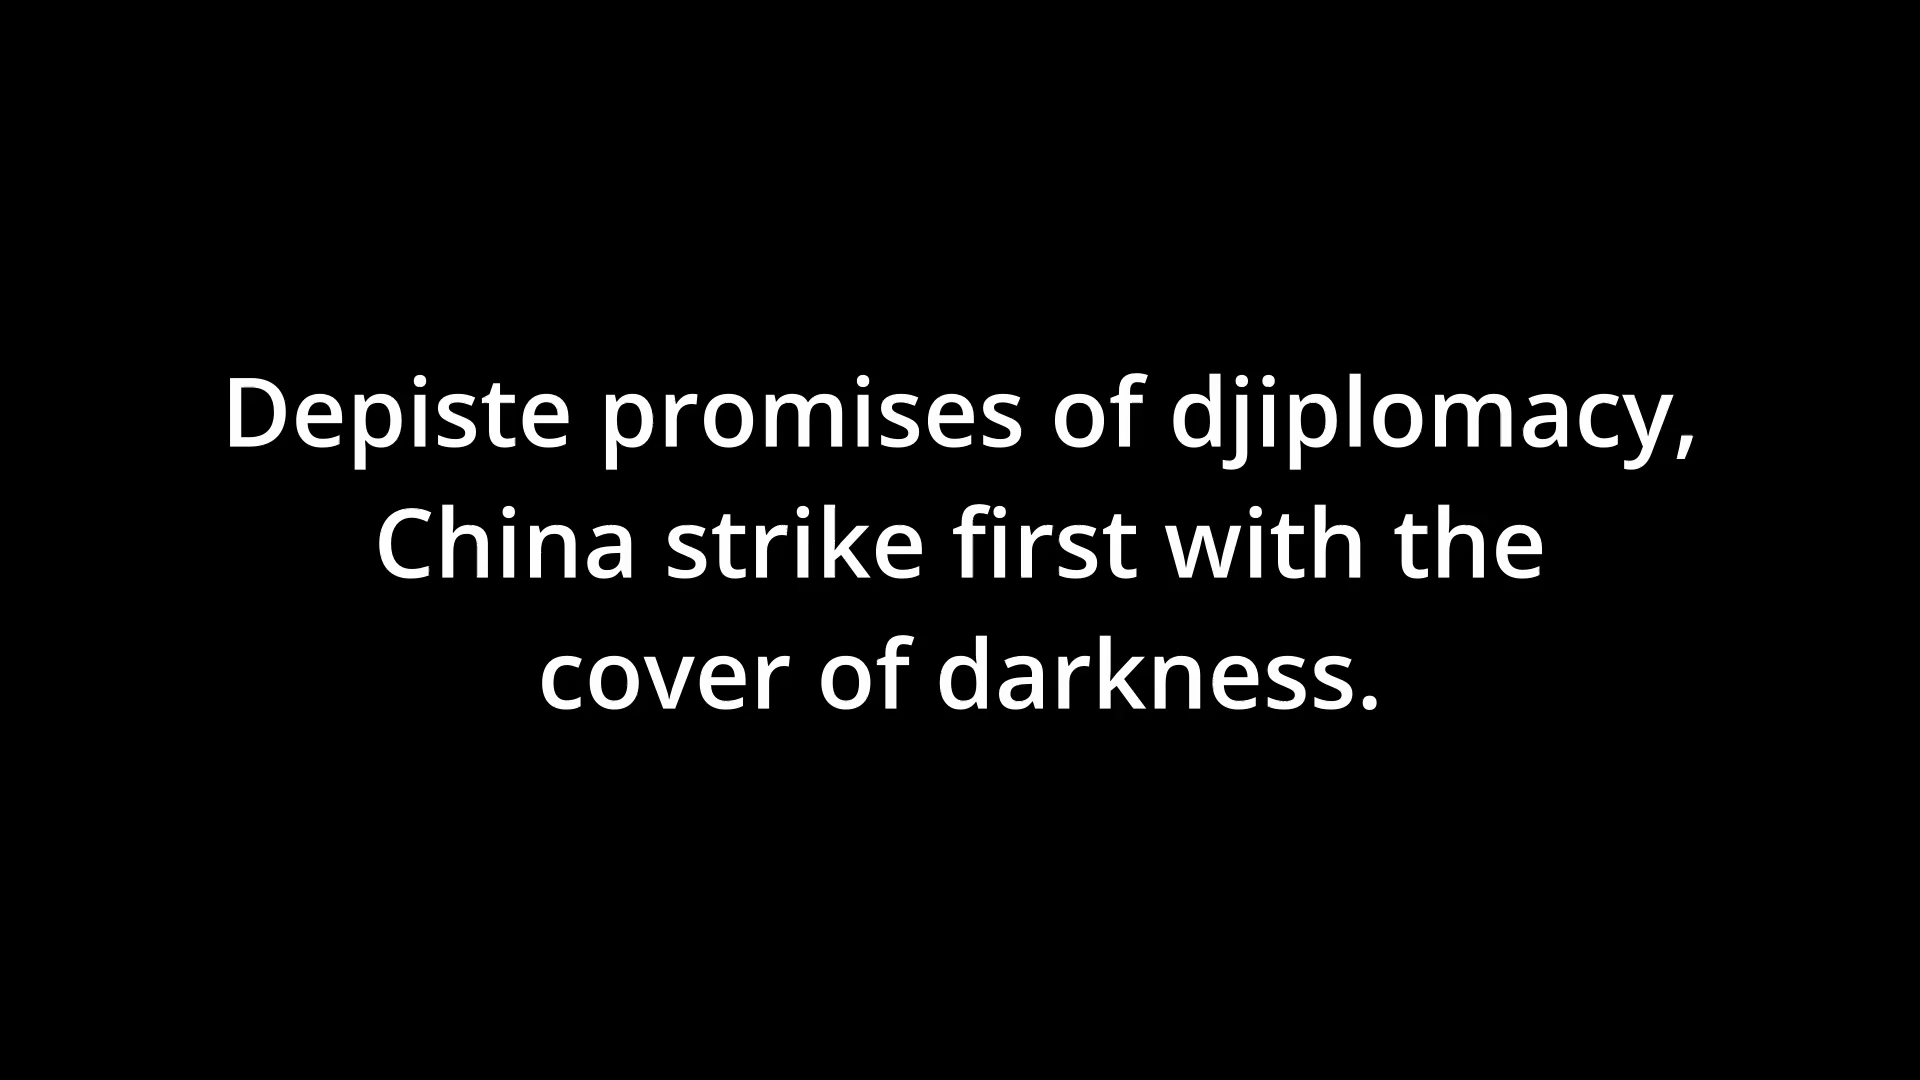 Depiste promises of djiplomacy,
China strike first with the
cover of darkness.